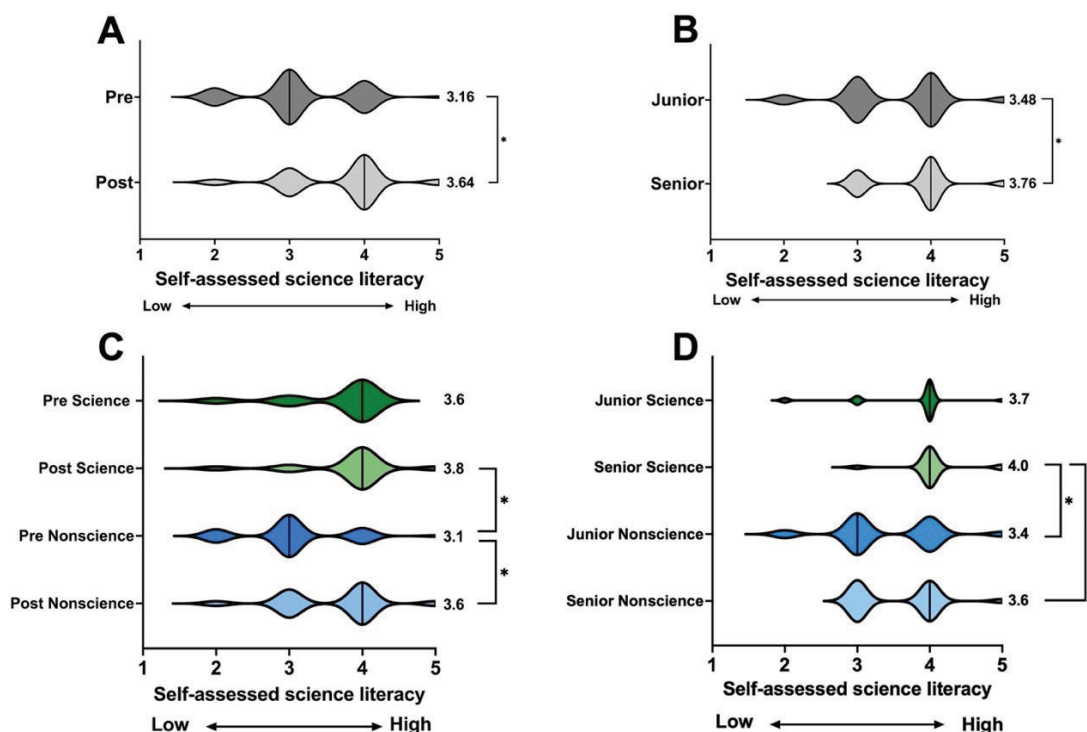 A
Pre 3.16
*
Post 3.64
1 2 3 4 5
Self-assessed science literacy
Low High
B
Junior 3.48
*
Senior 3.76
1 2 3 4 5
Self-assessed science literacy
Low High
C
Pre Science 3.6
Post Science 3.8
*
Pre Nonscience 3.1
*
Post Nonscience 3.6
1 2 3 4 5
Self-assessed science literacy
Low High
D
Junior Science 3.7
Senior Science 4.0
*
Junior Nonscience 3.4
Senior Nonscience 3.6
1 2 3 4 5
Self-assessed science literacy
Low High